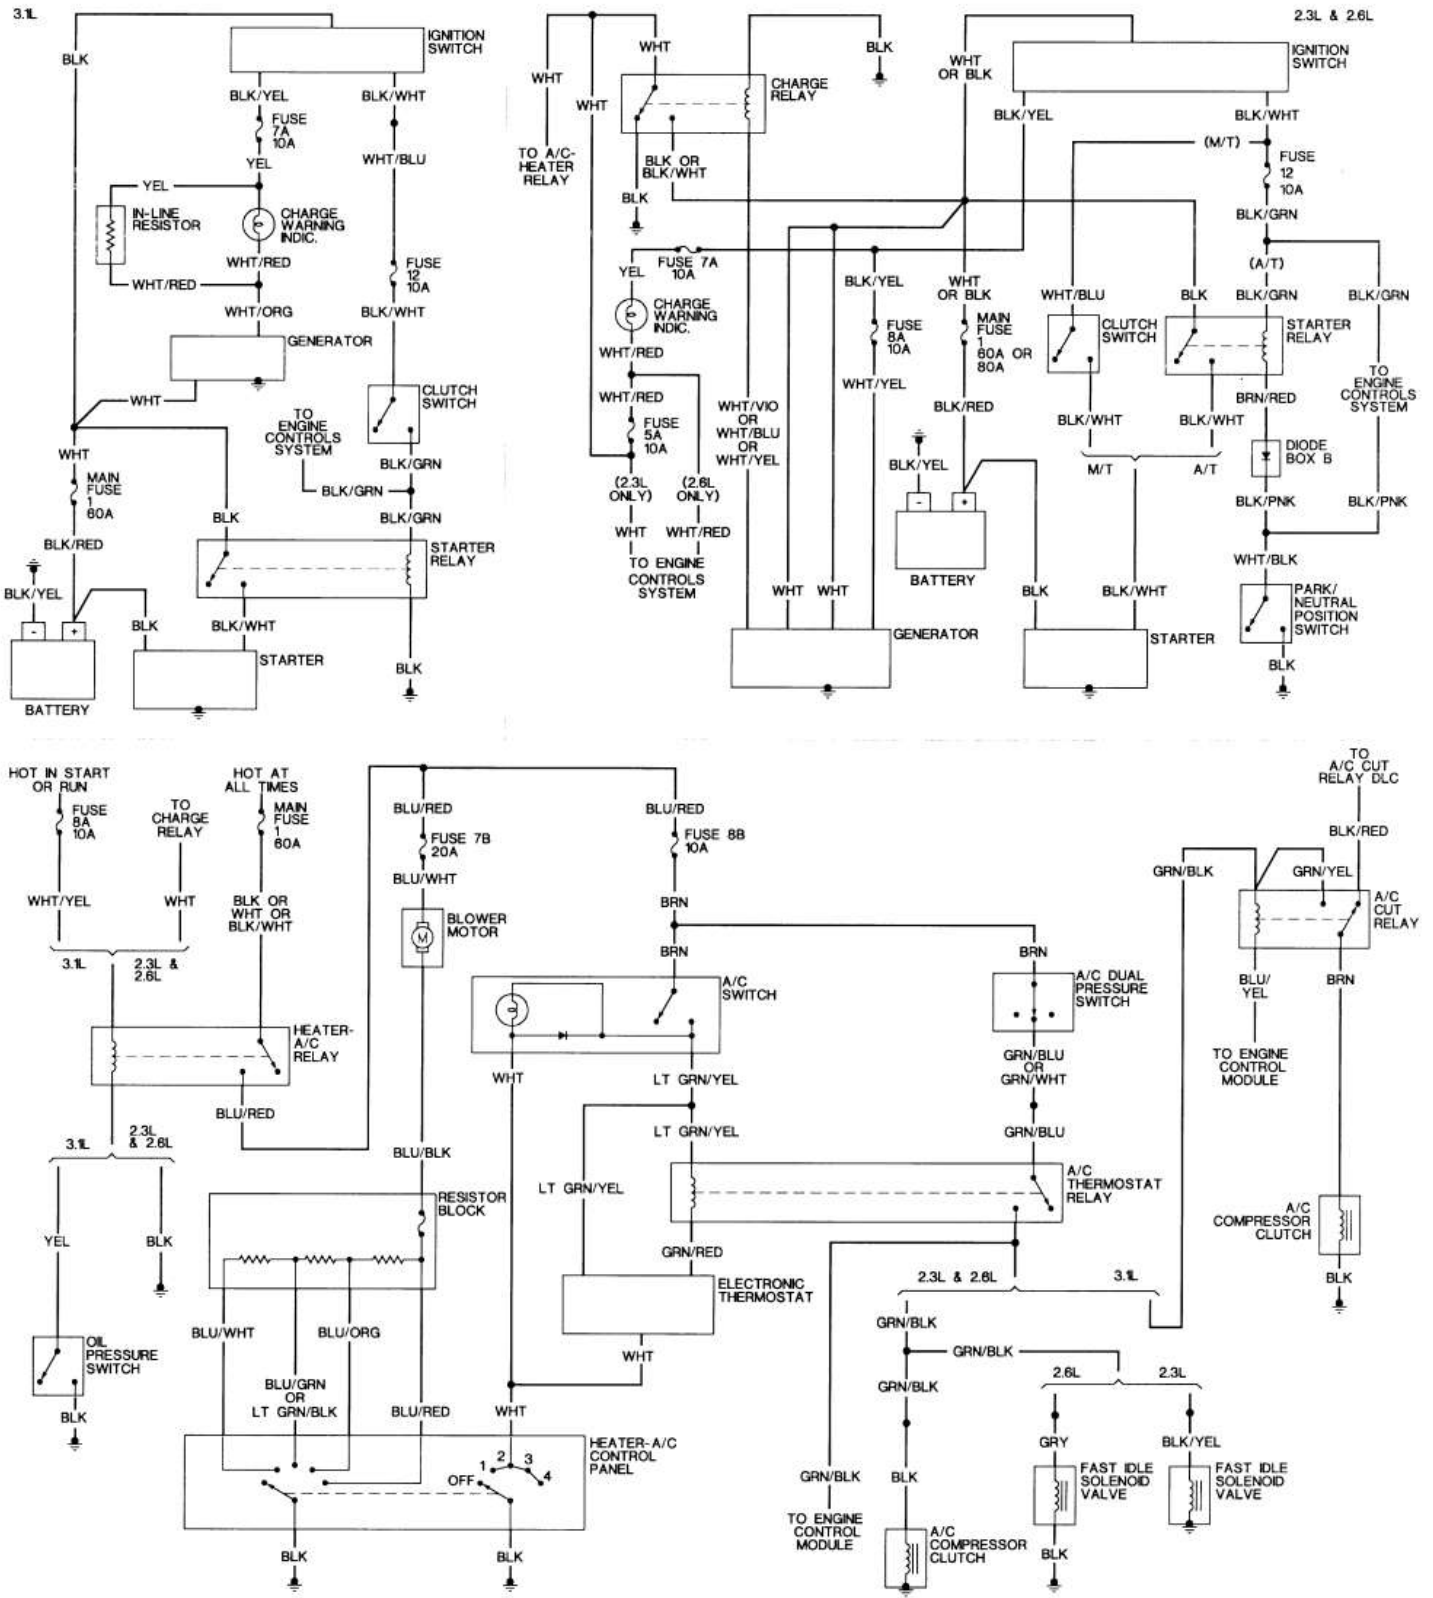 3.1L
BLK
IGNITION
SWITCH
BLK/YEL
BLK/WHT
FUSE
7A
10A
YEL
WHT/BLU
YEL
IN-LINE
RESISTOR
CHARGE
WARNING
INDIC.
WHT/RED
WHT/RED
FUSE
12
10A
WHT/ORG
BLK/WHT
GENERATOR
WHT
CLUTCH
SWITCH
TO
ENGINE
CONTROLS
SYSTEM
WHT
BLK/GRN
MAIN
FUSE
1
60A
BLK/GRN
BLK
BLK/GRN
BLK/RED
STARTER
RELAY
BLK/YEL
-
+
BLK
BLK/WHT
STARTER
BLK
BATTERY
2.3L & 2.6L
WHT
WHT
WHT
CHARGE
RELAY
BLK
TO A/C-
HEATER
RELAY
BLK OR
BLK/WHT
BLK
WHT
OR BLK
IGNITION
SWITCH
BLK/YEL
BLK/WHT
(M/T)
FUSE
12
10A
BLK/GRN
FUSE 7A
10A
YEL
CHARGE
WARNING
INDIC.
BLK/YEL
WHT
OR BLK
(A/T)
WHT/BLU
BLK
BLK/GRN
BLK/GRN
FUSE
8A
10A
MAIN
FUSE
1
60A OR
80A
CLUTCH
SWITCH
STARTER
RELAY
WHT/RED
WHT/RED
WHT/YEL
WHT/VIO
OR
WHT/BLU
OR
WHT/YEL
BLK/RED
BLK/WHT
BLK/WHT
BRN/RED
TO
ENGINE
CONTROLS
SYSTEM
FUSE
5A
10A
DIODE
BOX B
M/T
A/T
BLK/YEL
(2.3L
ONLY)
(2.6L
ONLY)
-
+
BLK/PNK
BLK/PNK
WHT
WHT/RED
TO ENGINE
CONTROLS
SYSTEM
BATTERY
WHT/BLK
WHT
WHT
BLK
BLK/WHT
PARK/
NEUTRAL
POSITION
SWITCH
GENERATOR
STARTER
BLK
HOT IN START
OR RUN
FUSE
8A
10A
TO
CHARGE
RELAY
HOT AT
ALL TIMES
MAIN
FUSE
1
60A
WHT/YEL
WHT
BLK OR
WHT OR
BLK/WHT
3.1L
2.3L &
2.6L
HEATER-
A/C
RELAY
BLU/RED
3.1L
2.3L
& 2.6L
YEL
BLK
OIL
PRESSURE
SWITCH
BLK
BLU/RED
FUSE 7B
20A
BLU/WHT
BLOWER
MOTOR
M
BLU/BLK
RESISTOR
BLOCK
BLU/WHT
BLU/ORG
BLU/GRN
OR
LT GRN/BLK
BLU/RED
WHT
HEATER-A/C
CONTROL
PANEL
OFF
1
2
3
4
BLK
BLK
BLU/RED
FUSE 8B
10A
BRN
BRN
BRN
A/C
SWITCH
A/C DUAL
PRESSURE
SWITCH
WHT
LT GRN/YEL
GRN/BLU
OR
GRN/WHT
LT GRN/YEL
GRN/BLU
LT GRN/YEL
A/C
THERMOSTAT
RELAY
GRN/RED
ELECTRONIC
THERMOSTAT
WHT
2.3L & 2.6L
3.1L
GRN/BLK
GRN/BLK
GRN/BLK
2.6L
2.3L
GRY
BLK/YEL
GRN/BLK
BLK
FAST IDLE
SOLENOID
VALVE
FAST IDLE
SOLENOID
VALVE
TO ENGINE
CONTROL
MODULE
A/C
COMPRESSOR
CLUTCH
BLK
TO
A/C CUT
RELAY DLC
BLK/RED
GRN/BLK
GRN/YEL
A/C
CUT
RELAY
BLU/
YEL
BRN
TO ENGINE
CONTROL
MODULE
A/C
COMPRESSOR
CLUTCH
BLK